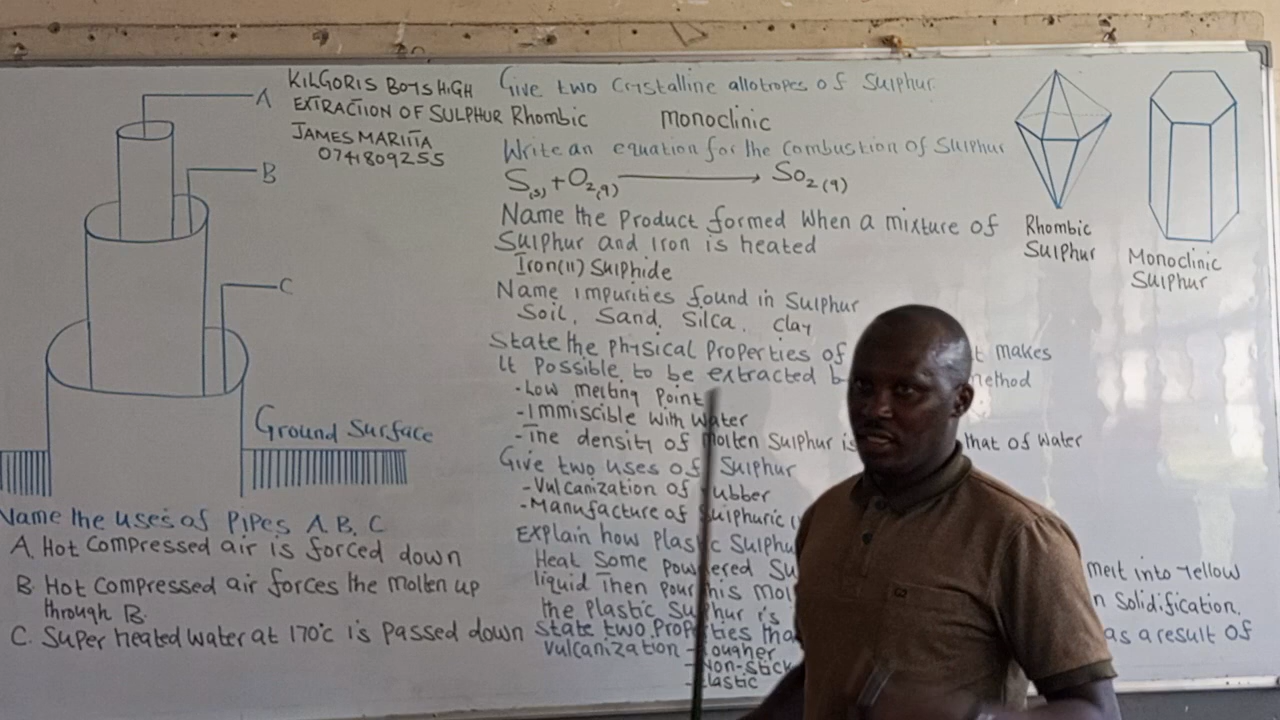 A
B
C
Ground Surface
Name the uses of Pipes A, B, C
A. Hot Compressed air is forced down
B. Hot Compressed air forces the molten up
through B.
C. Super heated water at 170°c is passed down
KILGORIS BOYS HIGH
EXTRACTION OF SULPHUR
JAMES MARITTA
0741809255
Give two Crystalline allotropes of Sulphur
Rhombic monoclinic
Write an equation for the Combustion of Sulphur
S(s) + O2(g) → SO2(g)
Name the Product formed when a mixture of
Sulphur and Iron is heated
Iron(II) Sulphide
Name impurities found in Sulphur
Soil, Sand, Silca, Clay
State the Physical Properties of makes
It Possible to be extracted method
-Low melting Point
-Immiscible with water
-The density of Molten Sulphur is that of water
Give two uses of Sulphur
-Vulcanization of rubber
-Manufacture of Sulphuric
Explain how Plastic
Heat Some powdered melt into Yellow
liquid Then pour this Solidification.
the Plastic Sulphur is
State two Properties as a result of
Vulcanization -Tougher
-Non-stick
-Elastic
Rhombic
Sulphur
Monoclinic
Sulphur